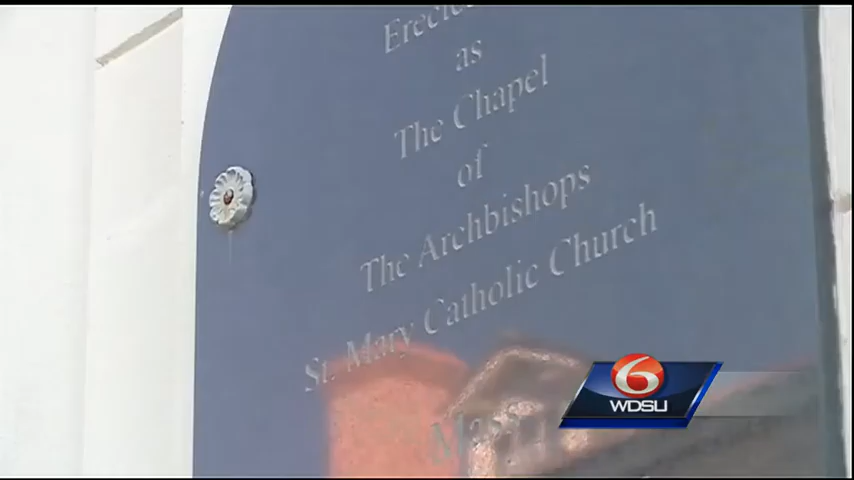 as
The Chapel
of
The Archbishops
St. Mary Catholic Church
6
WDSU